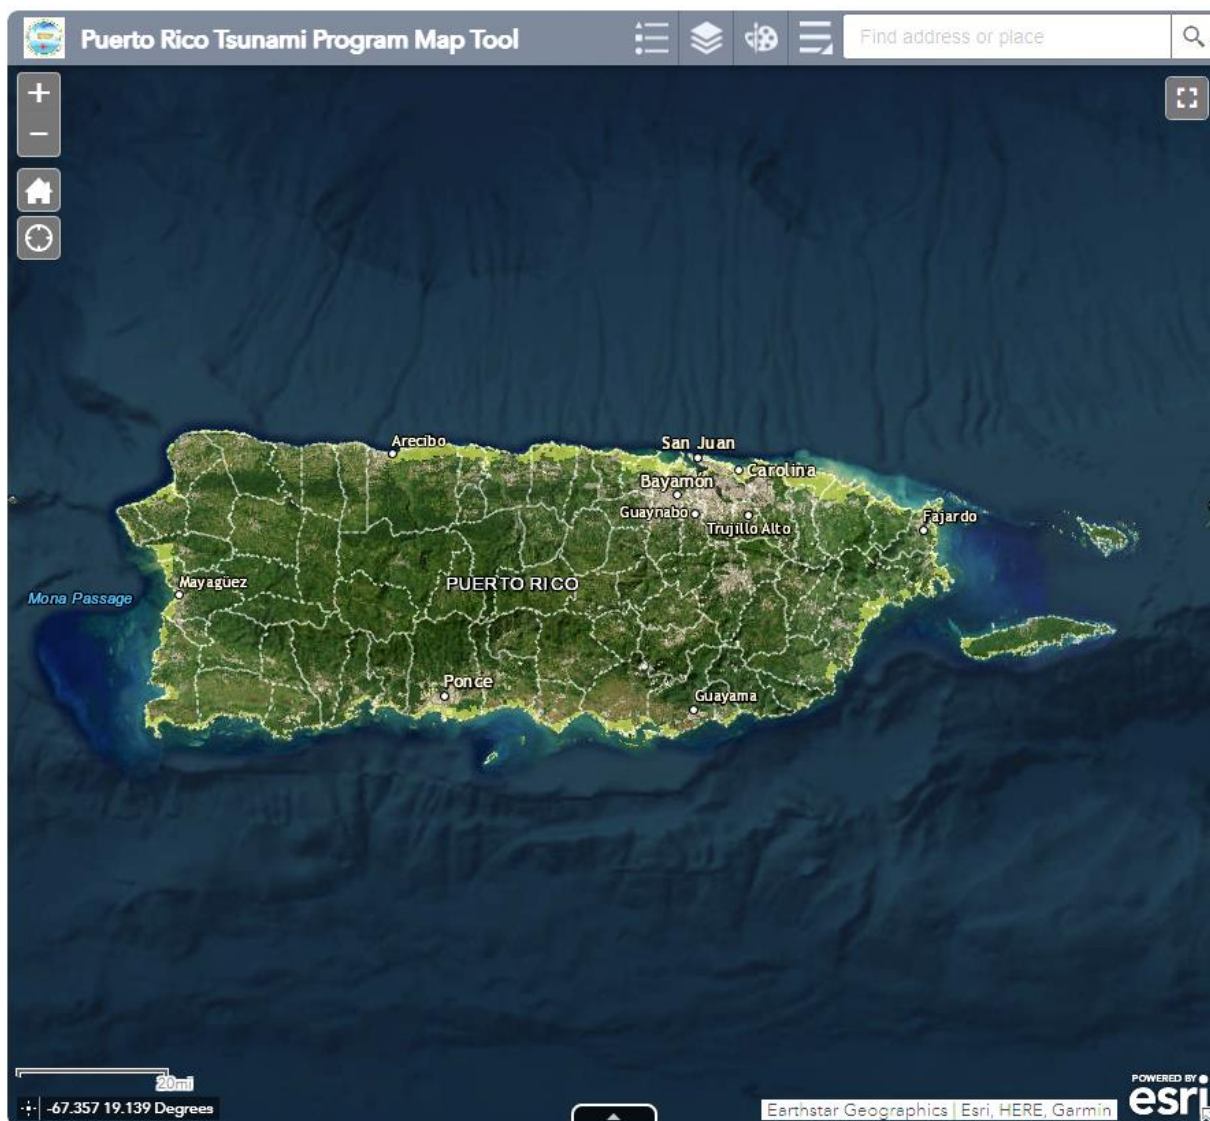 Puerto Rico Tsunami Program Map Tool
Find address or place
+
−
Arecibo
San Juan
Carolina
Bayamón
Guaynabo
Trujillo Alto
Fajardo
Mayagüez
PUERTO RICO
Mona Passage
Ponce
Guayama
20mi
-67.357 19.139 Degrees
Earthstar Geographics | Esri, HERE, Garmin
POWERED BY
esri